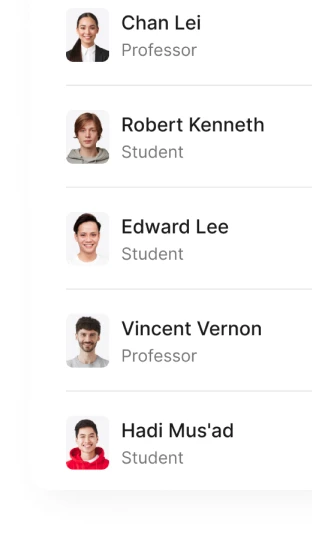 Chan Lei
Professor
Robert Kenneth
Student
Edward Lee
Student
Vincent Vernon
Professor
Hadi Mus'ad
Student